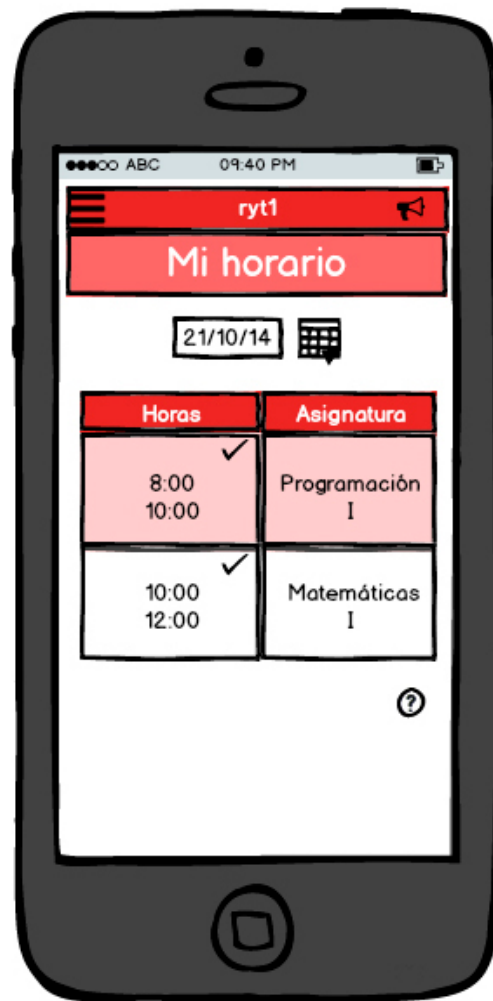 ABC 09:40 PM
ryt1
Mi horario
21/10/14
Horas Asignatura
8:00 Programación
10:00 I
10:00 Matemáticas
12:00 I
?